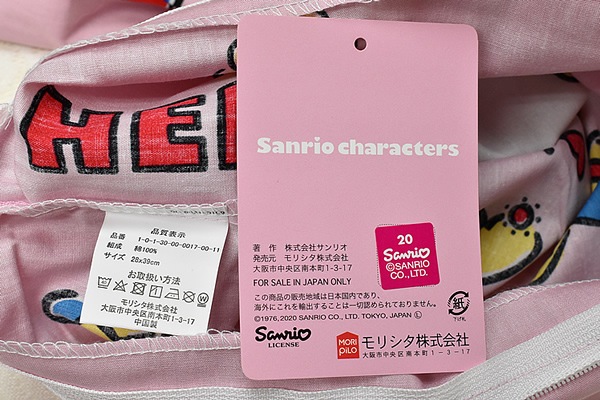 HE
Sanrio characters
著 作 株式会社サンリオ
発売元 モリシタ株式会社
大阪市中央区南本町1-3-17
FOR SALE IN JAPAN ONLY
この商品の販売地域は日本国内であり、
海外にこれを輸出することは一切認められておりません。
©1976, 2020 SANRIO CO., LTD. TOKYO, JAPAN Ⓛ
20
Sanrio
©SANRIO
CO., LTD.
紙
Sanrio
LICENSE
MORI
PiLO
モリシタ株式会社
大阪市中央区南本町1-3-17
品質表示
品番 1-0-1-30-00-0017-00-11
組成 綿100%
サイズ 28x39cm
お取扱い方法
モリシタ株式会社
大阪市中央区南本町1-3-17
中国製